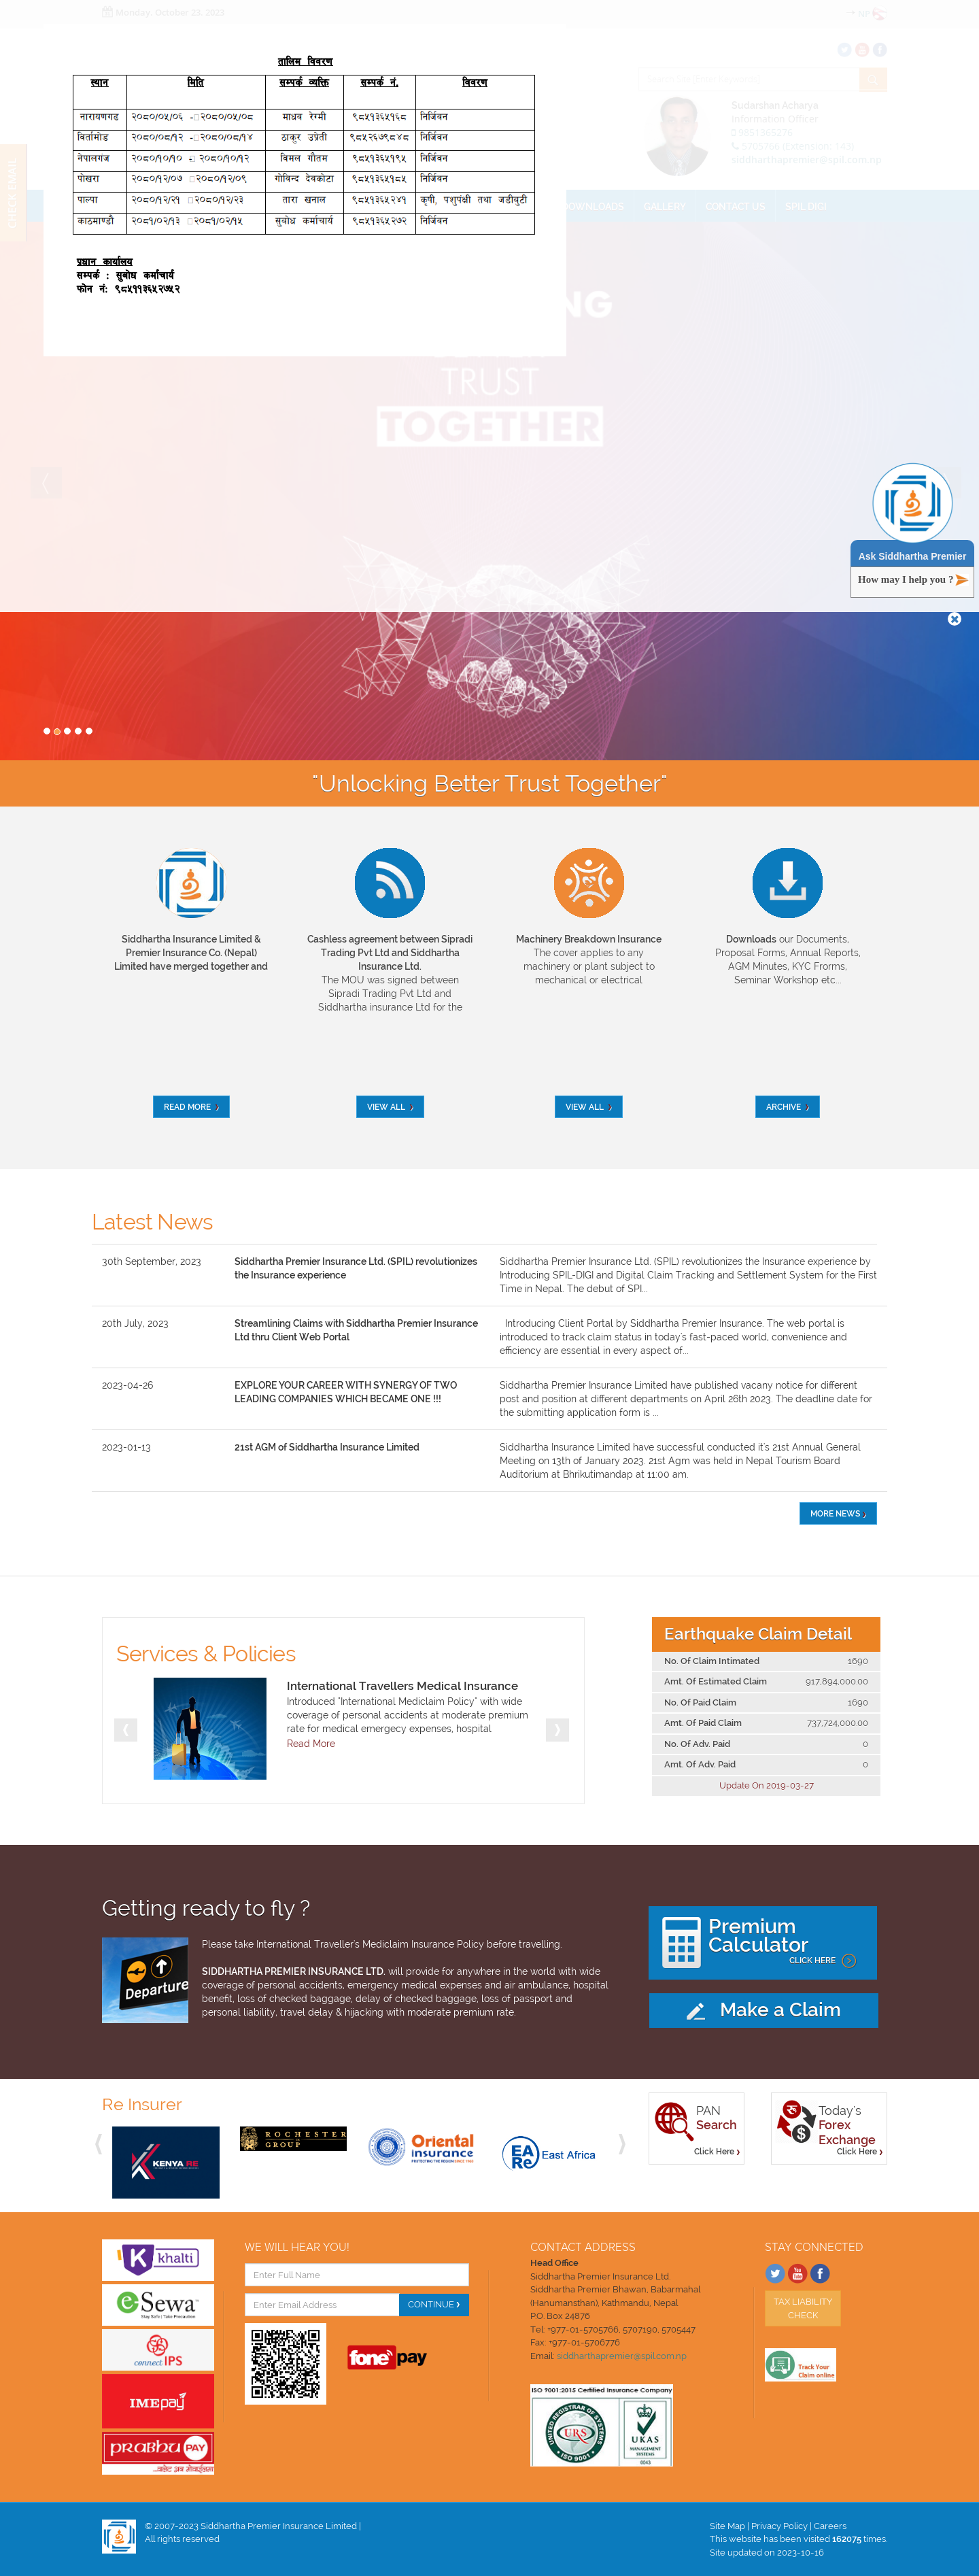 Monday, October 23, 2023
तालिम विवरण
स्थान मिति सम्पर्क व्यक्ति सम्पर्क नं. विवरण
नारायणगढ २०८०/०५/०६ -२०८०/०५/०८ माधव रेग्मी ९८५१३६५१६८ निर्जिवन
विर्तामोड २०८०/०८/१२ -२०८०/०८/१४ ठाकुर उप्रेती ९८५२६७९८४८ निर्जिवन
नेपालगंज २०८०/१०/१० - २०८०/१०/१२ विमल गौतम ९८५१३६५१९५ निर्जिवन
पोखरा २०८०/१२/०७ २०८०/१२/०९ गोविन्द देवकोटा ९८५१३६५१८५ निर्जिवन
पाल्पा २०८०/१२/२१ २०८०/१२/२३ तारा खनाल ९८५१३६५२४१ कृषी, पशुपंक्षी तथा जडीबुटी
काठमाण्डौ २०८१/०२/१३ २०८१/०२/१५ सुबोध कर्माचार्य ९८५१३६५२७२ निर्जिवन
प्रधान कार्यालय
सम्पर्क : सुबोध कर्माचार्य
फोन नं: ९८५११३६५२७५२
Sudarshan Acharya
Information Officer
siddharthapremier@spil.com.np
CHECK EMAIL
DOWNLOADS GALLERY CONTACT US SPIL DIGI
TRUST
TOGETHER
Ask Siddhartha Premier
How may I help you ?
"Unlocking Better Trust Together"
Siddhartha Insurance Limited &
Premier Insurance Co. (Nepal)
Limited have merged together and
READ MORE
Cashless agreement between Sipradi
Trading Pvt Ltd and Siddhartha
Insurance Ltd.
The MOU was signed between
Sipradi Trading Pvt Ltd and
Siddhartha insurance Ltd for the
VIEW ALL
Machinery Breakdown Insurance
The cover applies to any
machinery or plant subject to
mechanical or electrical
VIEW ALL
Downloads our Documents,
Proposal Forms, Annual Reports,
AGM Minutes, KYC Frorms,
Seminar Workshop etc...
ARCHIVE
Latest News
30th September, 2023
Siddhartha Premier Insurance Ltd. (SPIL) revolutionizes
the Insurance experience
Siddhartha Premier Insurance Ltd. (SPIL) revolutionizes the Insurance experience by
Introducing SPIL-DIGI and Digital Claim Tracking and Settlement System for the First
Time in Nepal. The debut of SPI...
20th July, 2023
Streamlining Claims with Siddhartha Premier Insurance
Ltd thru Client Web Portal
Introducing Client Portal by Siddhartha Premier Insurance. The web portal is
introduced to track claim status in today's fast-paced world, convenience and
efficiency are essential in every aspect of...
2023-04-26
EXPLORE YOUR CAREER WITH SYNERGY OF TWO
LEADING COMPANIES WHICH BECAME ONE !!!
Siddhartha Premier Insurance Limited have published vacany notice for different
post and position at different departments on April 26th 2023. The deadline date for
the submitting application form is ...
2023-01-13
21st AGM of Siddhartha Insurance Limited
Siddhartha Insurance Limited have successful conducted it's 21st Annual General
Meeting on 13th of January 2023. 21st Agm was held in Nepal Tourism Board
Auditorium at Bhrikutimandap at 11:00 am.
MORE NEWS
Services & Policies
International Travellers Medical Insurance
Introduced "International Mediclaim Policy" with wide
coverage of personal accidents at moderate premium
rate for medical emergecy expenses, hospital
Read More
Earthquake Claim Detail
No. Of Claim Intimated 1690
Amt. Of Estimated Claim 917,894,000.00
No. Of Paid Claim 1690
Amt. Of Paid Claim 737,724,000.00
No. Of Adv. Paid 0
Amt. Of Adv. Paid 0
Update On 2019-03-27
Getting ready to fly ?
Departure
Please take International Traveller's Mediclaim Insurance Policy before travelling.
SIDDHARTHA PREMIER INSURANCE LTD. will provide for anywhere in the world with wide
coverage of personal accidents, emergency medical expenses and air ambulance, hospital
benefit, loss of checked baggage, delay of checked baggage, loss of passport and
personal liability, travel delay & hijacking with moderate premium rate.
Premium
Calculator
CLICK HERE
Make a Claim
Re Insurer
KENYA RE
ROCHESTER
GROUP
Oriental
insurance
EARe East Africa
PAN
Search
Click Here
Today's
Forex
Exchange
Click Here
khalti
eSewa
connect.IPS
IMEpay
PRABHU PAY
WE WILL HEAR YOU!
Enter Full Name
Enter Email Address
CONTINUE
fonepay
CONTACT ADDRESS
Head Office
Siddhartha Premier Insurance Ltd.
Siddhartha Premier Bhawan, Babarmahal
(Hanumansthan), Kathmandu, Nepal
P.O. Box 24876
Tel: +977-01-5705766, 5707190, 5705447
Fax: +977-01-5706776
Email: siddharthapremier@spil.com.np
ISO 9001:2015 Certified Insurance Company
URS
ISO 9001
UKAS
MANAGEMENT
SYSTEMS
0043
STAY CONNECTED
TAX LIABILITY
CHECK
Track Your
Claim online
© 2007-2023 Siddhartha Premier Insurance Limited |
All rights reserved
Site Map | Privacy Policy | Careers
This website has been visited 162075 times.
Site updated on 2023-10-16